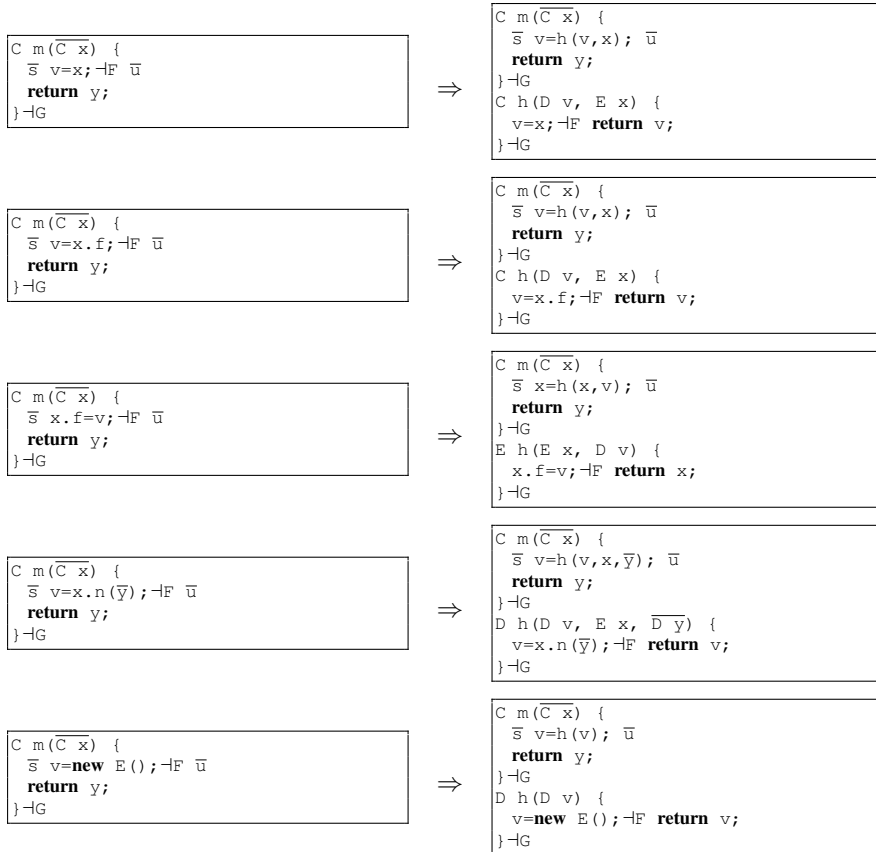 C m(C̅ ̅x̅) {
s̅ v=x;⊣F u̅
return y;
}⊣G
⇒
C m(C̅ ̅x̅) {
s̅ v=h(v,x); u̅
return y;
}⊣G
C h(D v, E x) {
v=x;⊣F return v;
}⊣G
C m(C̅ ̅x̅) {
s̅ v=x.f;⊣F u̅
return y;
}⊣G
⇒
C m(C̅ ̅x̅) {
s̅ v=h(v,x); u̅
return y;
}⊣G
C h(D v, E x) {
v=x.f;⊣F return v;
}⊣G
C m(C̅ ̅x̅) {
s̅ x.f=v;⊣F u̅
return y;
}⊣G
⇒
C m(C̅ ̅x̅) {
s̅ x=h(x,v); u̅
return y;
}⊣G
E h(E x, D v) {
x.f=v;⊣F return x;
}⊣G
C m(C̅ ̅x̅) {
s̅ v=x.n(y̅);⊣F u̅
return y;
}⊣G
⇒
C m(C̅ ̅x̅) {
s̅ v=h(v,x,y̅); u̅
return y;
}⊣G
D h(D v, E x, D̅ ̅y̅) {
v=x.n(y̅);⊣F return v;
}⊣G
C m(C̅ ̅x̅) {
s̅ v=new E();⊣F u̅
return y;
}⊣G
⇒
C m(C̅ ̅x̅) {
s̅ v=h(v); u̅
return y;
}⊣G
D h(D v) {
v=new E();⊣F return v;
}⊣G